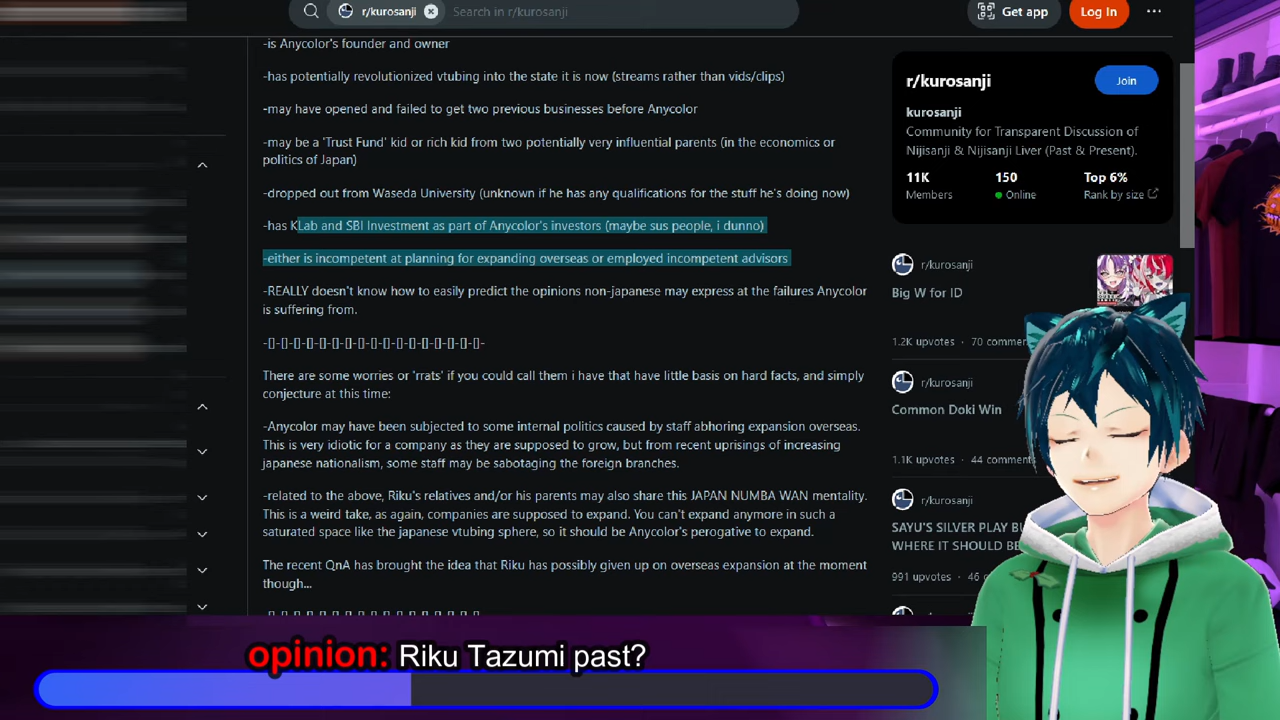 r/kurosanji
Search in r/kurosanji
Get app
Log In
-is Anycolor's founder and owner
-has potentially revolutionized vtubing into the state it is now (streams rather than vids/clips)
-may have opened and failed to get two previous businesses before Anycolor
-may be a 'Trust Fund' kid or rich kid from two potentially very influential parents (in the economics or
politics of Japan)
-dropped out from Waseda University (unknown if he has any qualifications for the stuff he's doing now)
-has KLab and SBI Investment as part of Anycolor's investors (maybe sus people, i dunno)
-either is incompetent at planning for expanding overseas or employed incompetent advisors
-REALLY doesn't know how to easily predict the opinions non-japanese may express at the failures Anycolor
is suffering from.
-[]-[]-[]-[]-[]-[]-[]-[]-[]-[]-[]-[]-[]-[]-[]-[]-[]-
There are some worries or 'rrats' if you could call them i have that have little basis on hard facts, and simply
conjecture at this time:
-Anycolor may have been subjected to some internal politics caused by staff abhoring expansion overseas.
This is very idiotic for a company as they are supposed to grow, but from recent uprisings of increasing
japanese nationalism, some staff may be sabotaging the foreign branches.
-related to the above, Riku's relatives and/or his parents may also share this JAPAN NUMBA WAN mentality.
This is a weird take, as again, companies are supposed to expand. You can't expand anymore in such a
saturated space like the japanese vtubing sphere, so it should be Anycolor's perogative to expand.
The recent QnA has brought the idea that Riku has possibly given up on overseas expansion at the moment
though...
r/kurosanji
Join
kurosanji
Community for Transparent Discussion of
Nijisanji & Nijisanji Liver (Past & Present).
11K
150
Top 6%
Members
Online
Rank by size
r/kurosanji
Big W for ID
1.2K upvotes
70
r/kurosanji
Common Doki Win
1.1K upvotes
44
r/kurosanji
SAYU'S SILVER PLAY
WHERE IT SHOULD
991 upvotes
opinion: Riku Tazumi past?